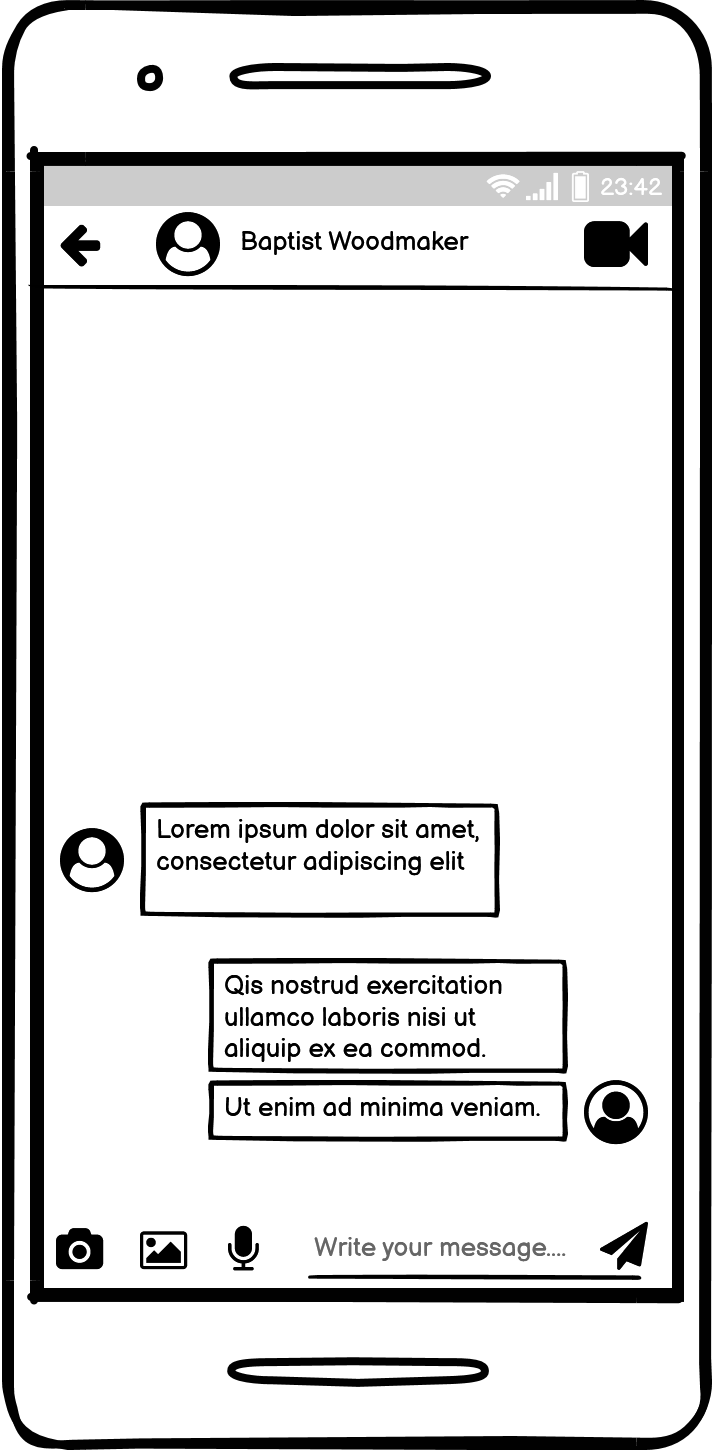 23:42
Baptist Woodmaker
Lorem ipsum dolor sit amet,
consectetur adipiscing elit
Qis nostrud exercitation
ullamco laboris nisi ut
aliquip ex ea commod.
Ut enim ad minima veniam.
Write your message....